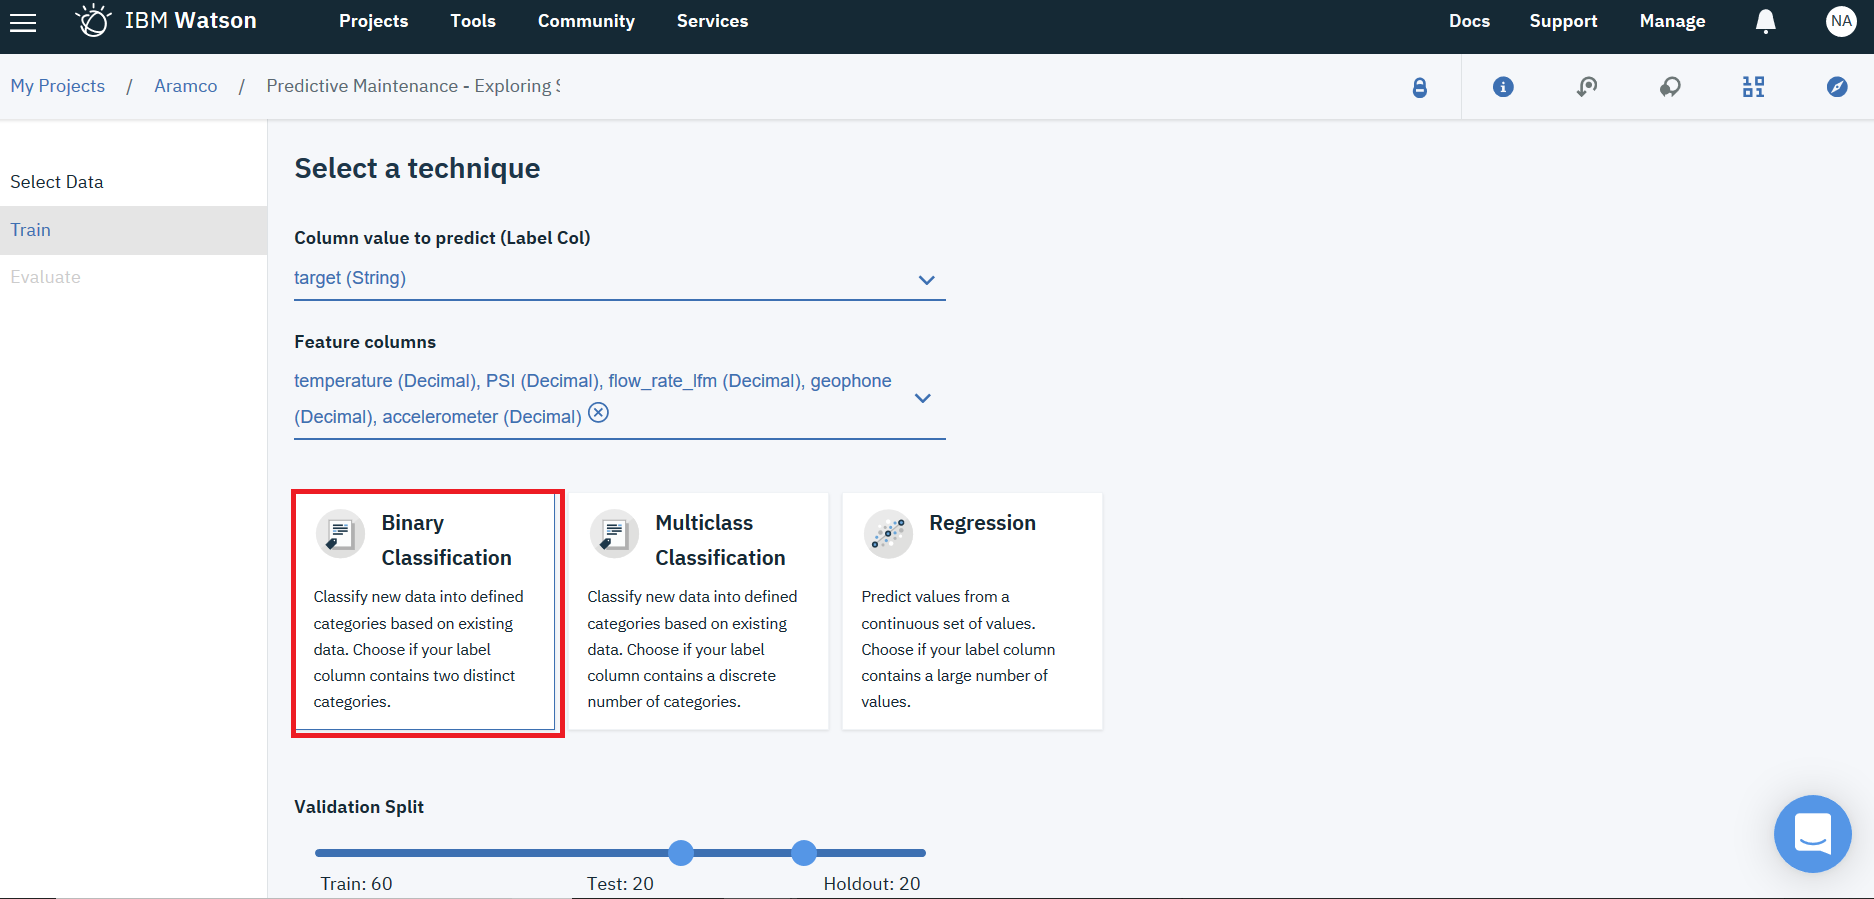 IBM Watson
Projects
Tools
Community
Services
Docs
Support
Manage
NA
My Projects / Aramco / Predictive Maintenance - Exploring
Select Data
Train
Evaluate
Select a technique
Column value to predict (Label Col)
target (String)
Feature columns
temperature (Decimal), PSI (Decimal), flow_rate_lfm (Decimal), geophone
(Decimal), accelerometer (Decimal)
Binary
Classification
Classify new data into defined
categories based on existing
data. Choose if your label
column contains two distinct
categories.
Multiclass
Classification
Classify new data into defined
categories based on existing
data. Choose if your label
column contains a discrete
number of categories.
Regression
Predict values from a
continuous set of values.
Choose if your label column
contains a large number of
values.
Validation Split
Train: 60
Test: 20
Holdout: 20